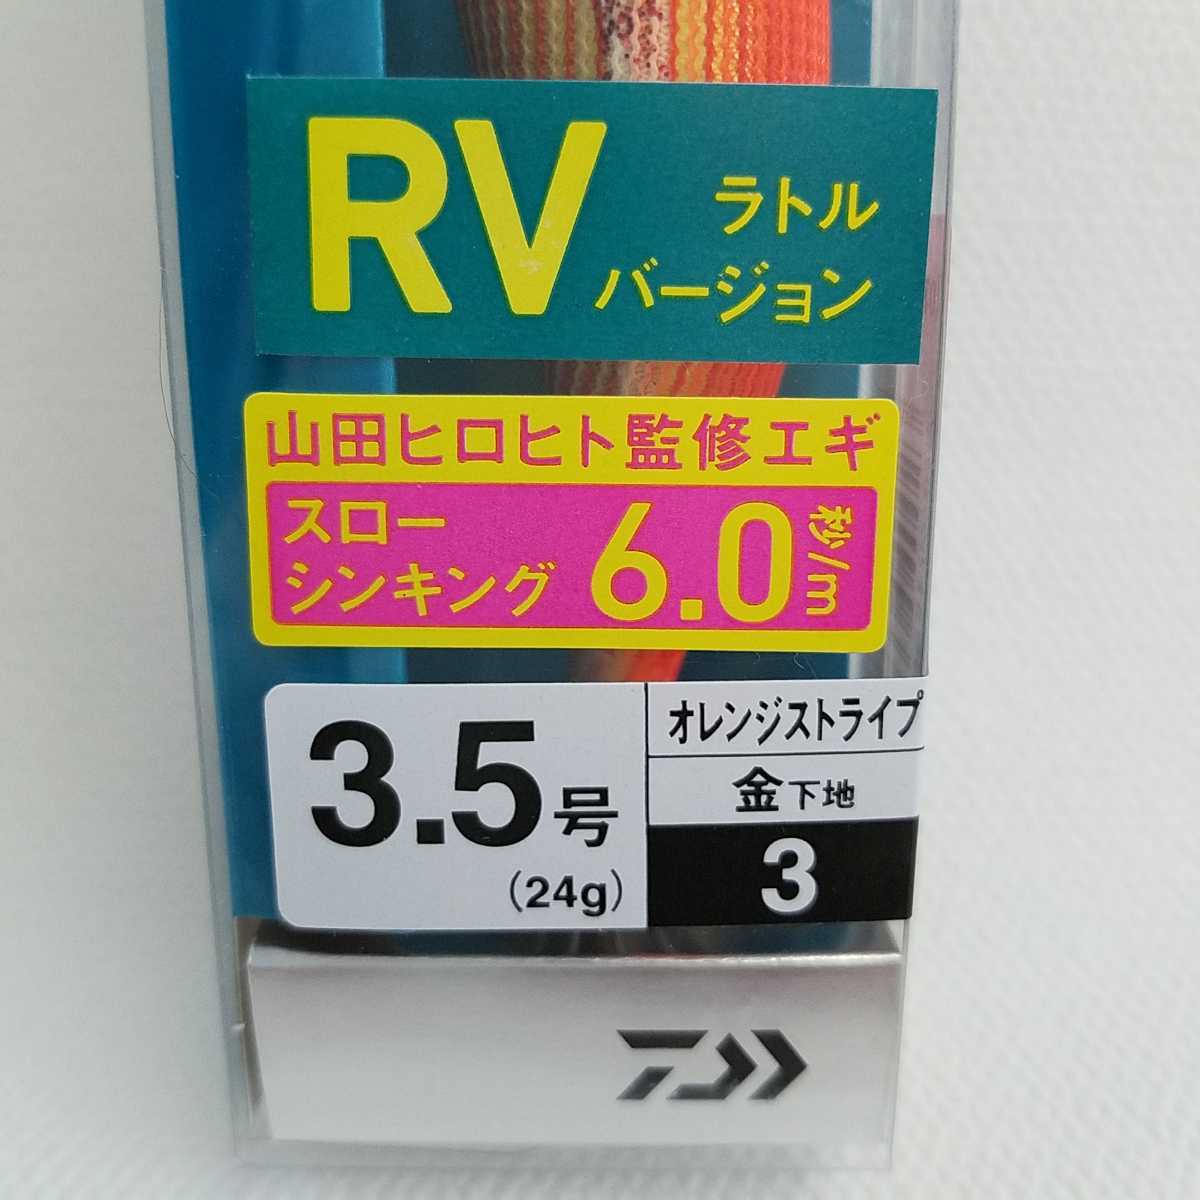 RV ラトル
バージョン
山田ヒロヒト監修エギ
スロー
シンキング 6.0 秒/m
3.5号
(24g)
オレンジストライプ
金下地
3